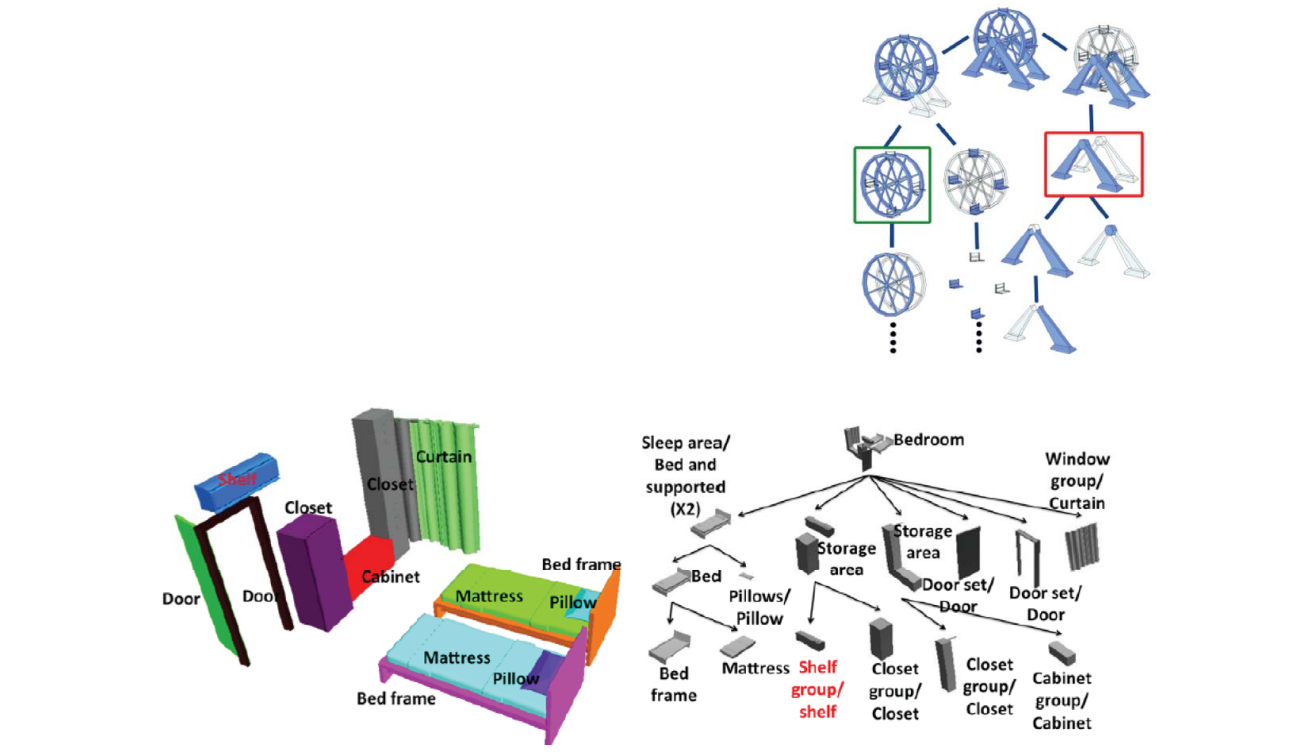 Shelf
Closet
Closet
Curtain
Door
Door
Cabinet
Bed frame
Mattress
Pillow
Mattress
Pillow
Bed frame
Bedroom
Sleep area/
Bed and
supported
(X2)
Window
group/
Curtain
Storage
area
Storage
area
Door set/
Door
Door set/
Door
Bed
Pillows/
Pillow
Bed
frame
Mattress
Shelf
group/
shelf
Closet
group/
Closet
Closet
group/
Closet
Cabinet
group/
Cabinet